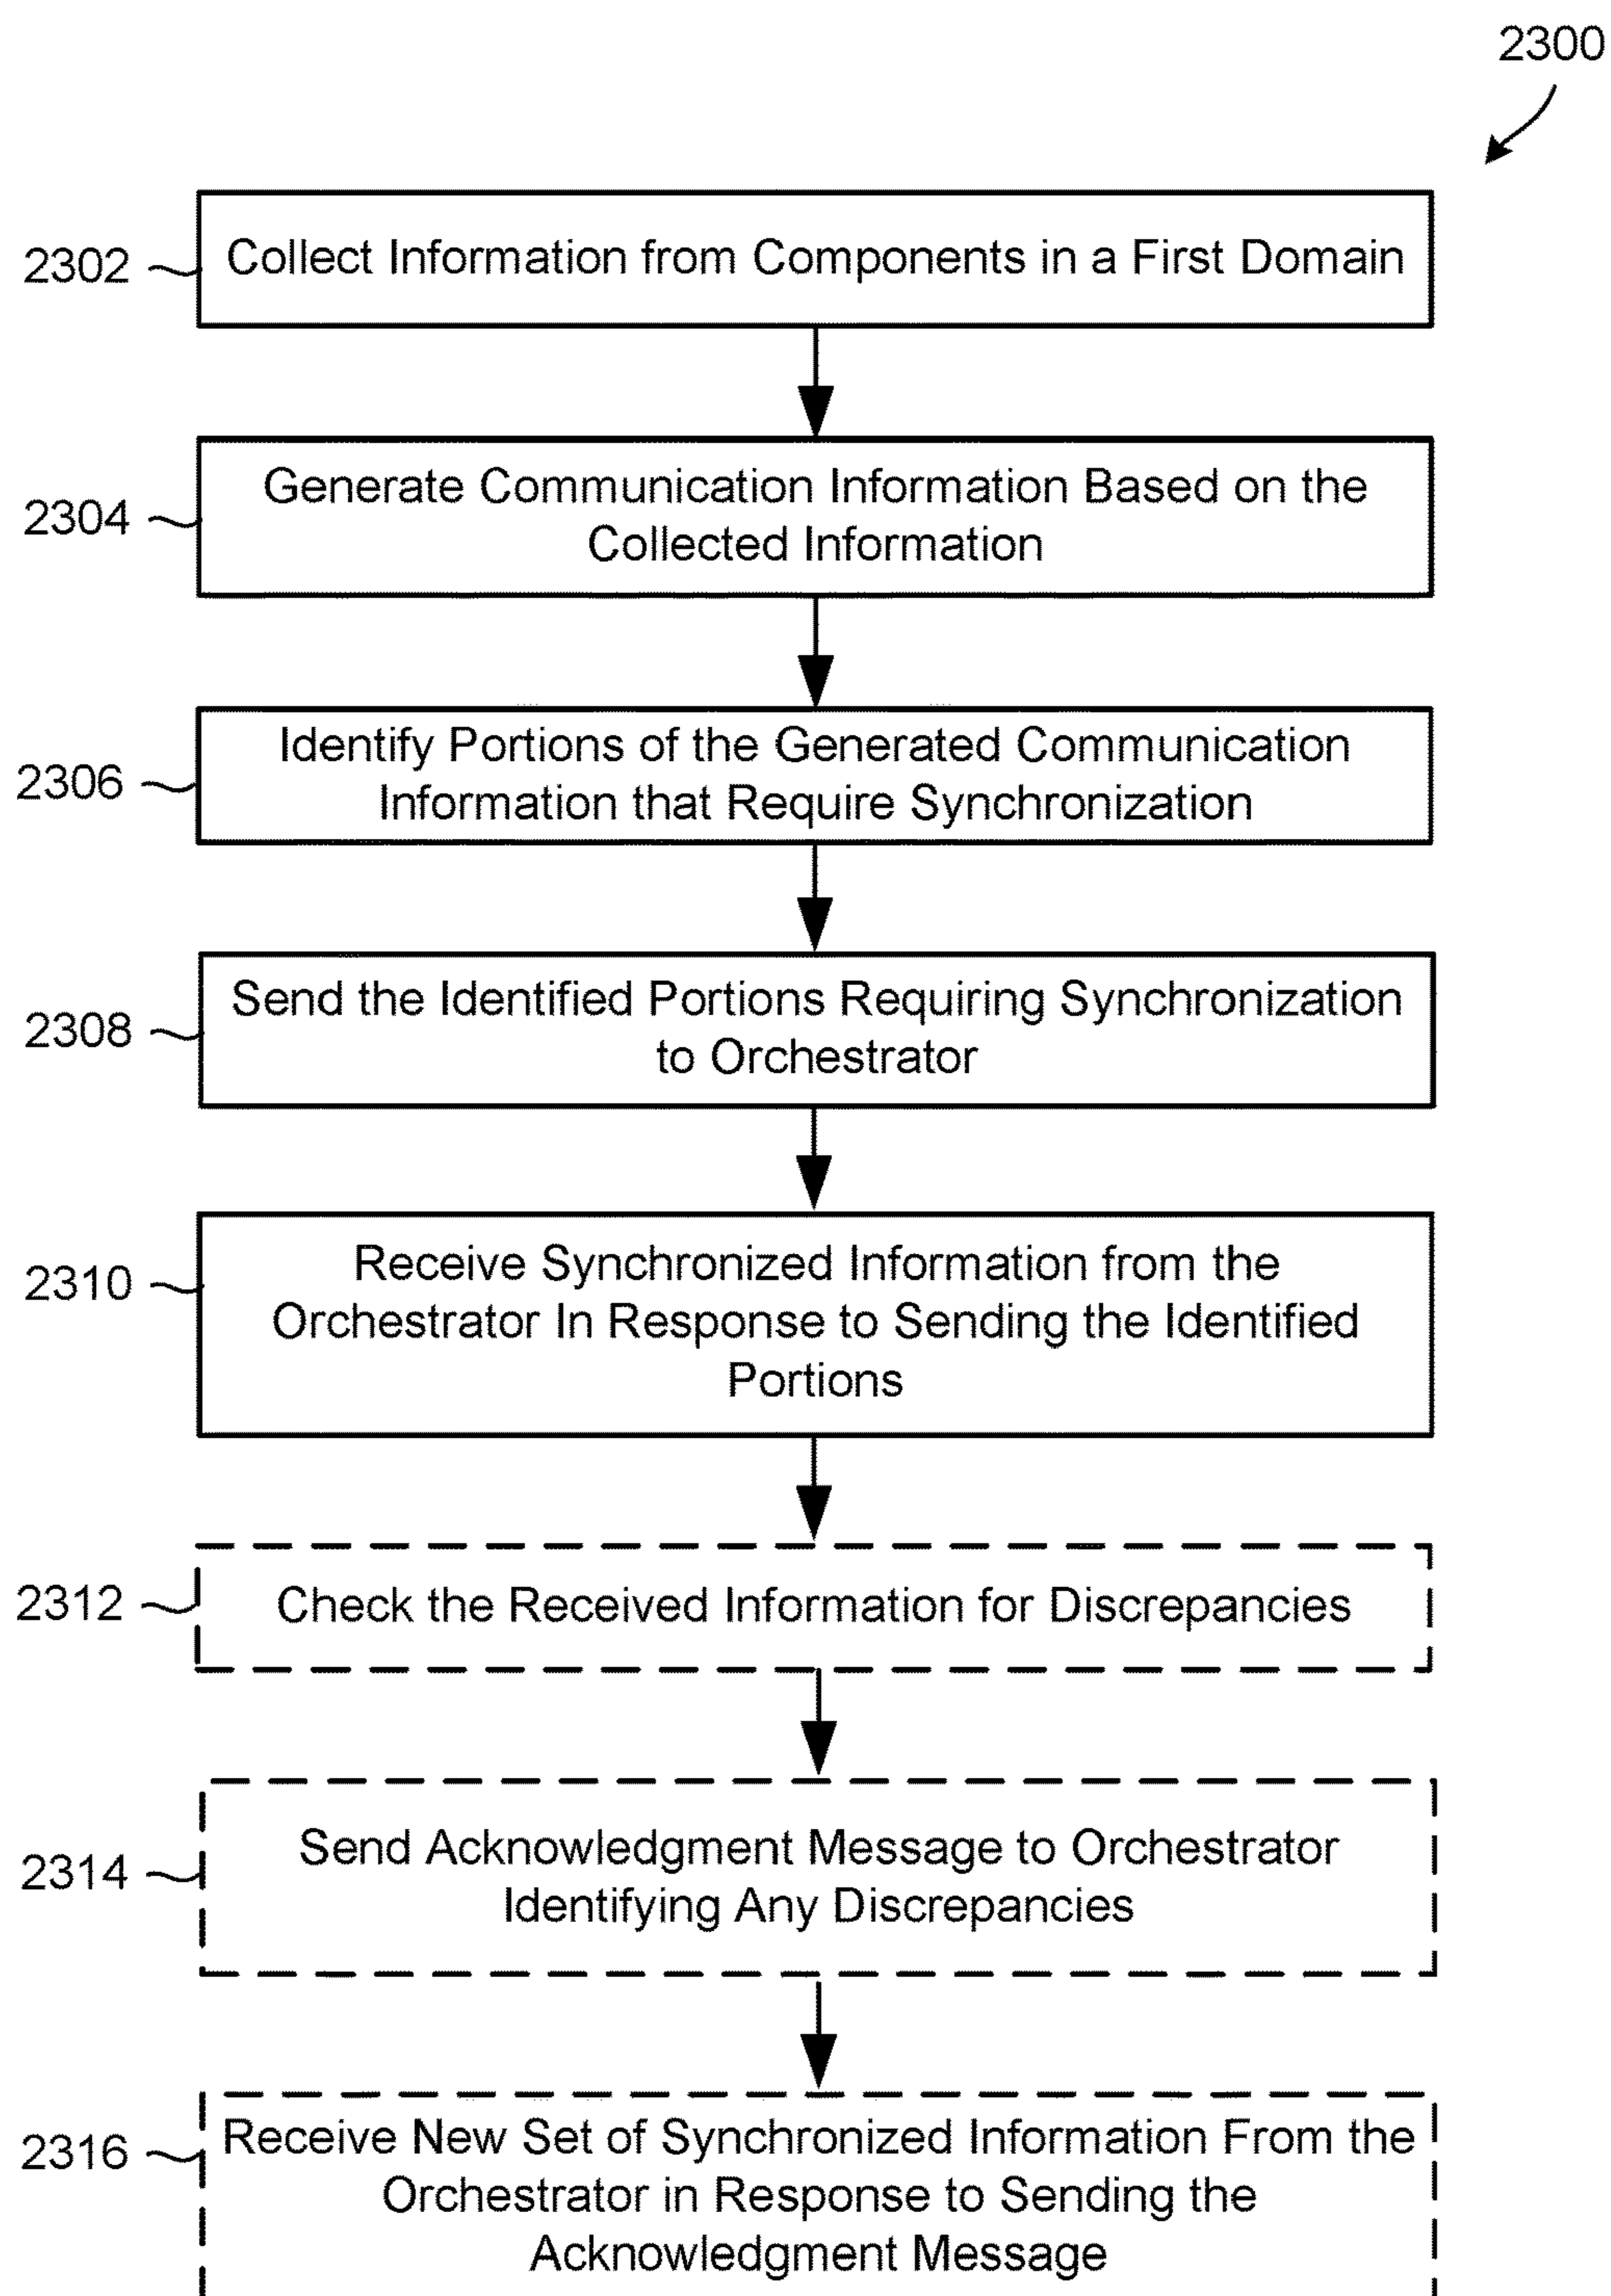 2300
2302
Collect Information from Components in a First Domain
2304
Generate Communication Information Based on the
Collected Information
2306
Identify Portions of the Generated Communication
Information that Require Synchronization
2308
Send the Identified Portions Requiring Synchronization
to Orchestrator
2310
Receive Synchronized Information from the
Orchestrator In Response to Sending the Identified
Portions
2312
Check the Received Information for Discrepancies
2314
Send Acknowledgment Message to Orchestrator
Identifying Any Discrepancies
2316
Receive New Set of Synchronized Information From the
Orchestrator in Response to Sending the
Acknowledgment Message